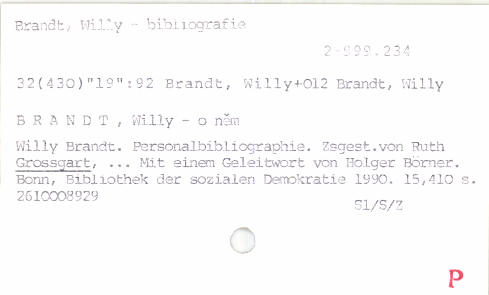 Brandt, Willy - bibliografie
2-999.234
32(430)"19":92 Brandt, Willy+012 Brandt, Willy
B R A N D T , Willy - o něm
Willy Brandt. Personalbibliographie. Zsgest.von Ruth
Grossgart, ... Mit einem Geleitwort von Holger Börner.
Bonn, Bibliothek der sozialen Demokratie 1990. 15,410 s.
2610008929
S1/S/Z
P